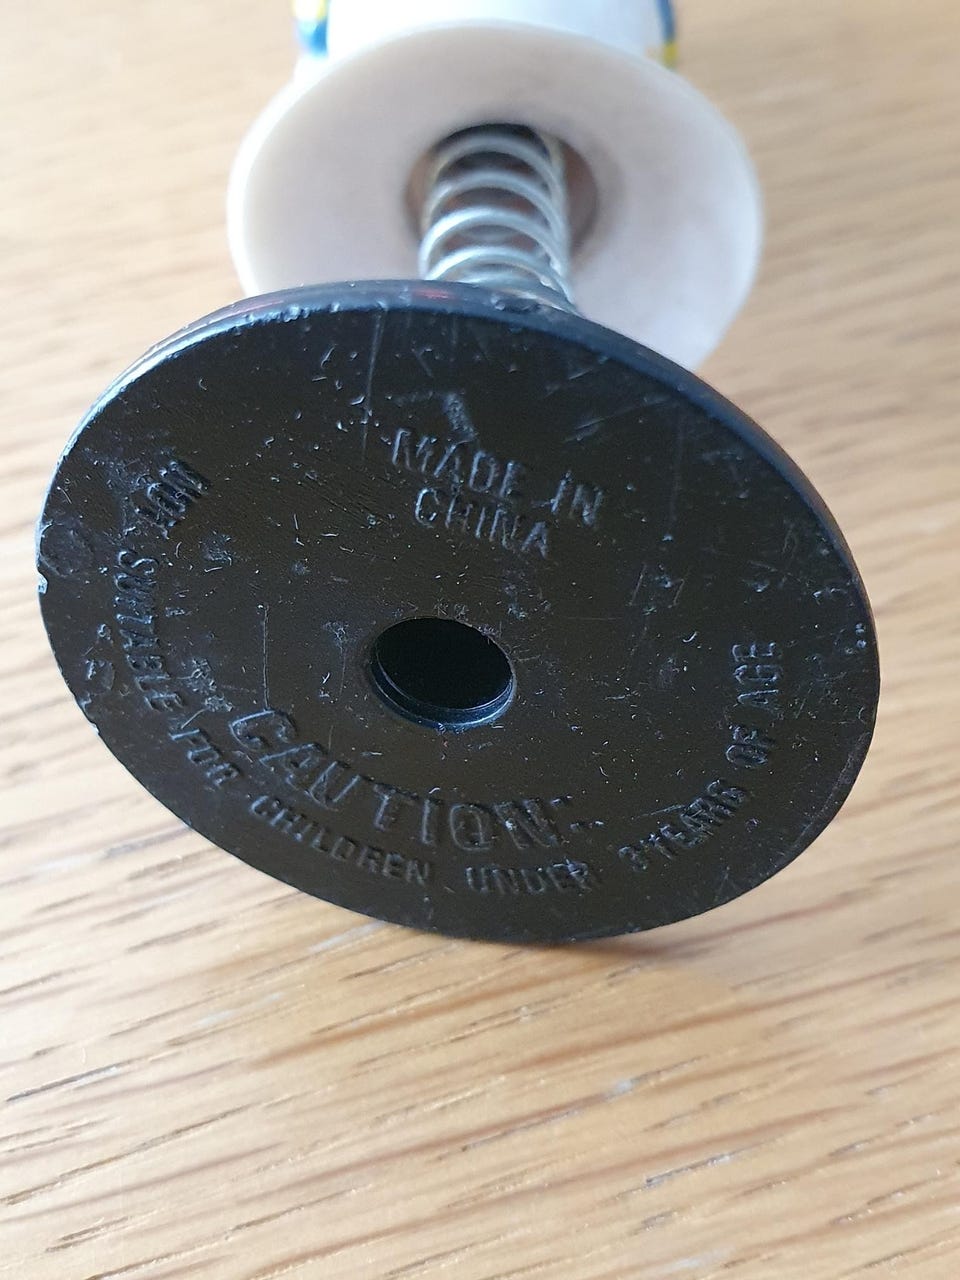 MADE IN
CHINA
CAUTION:-
NOT SUITABLE FOR CHILDREN UNDER 3 YEARS OF AGE